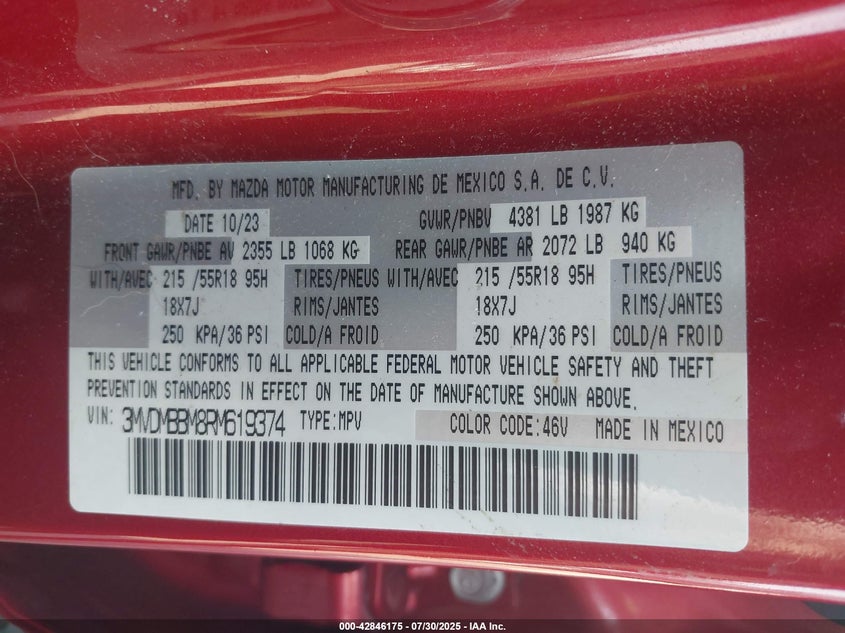 MFD. BY MAZDA MOTOR MANUFACTURING DE MEXICO S.A. DE C.V.
DATE 10/23 GVWR/PNBV 4381 LB 1987 KG
FRONT GAWR/PNBE AV 2355 LB 1068 KG REAR GAWR/PNBE AR 2072 LB 940 KG
WITH/AVEC 215 /55R18 95H TIRES/PNEUS WITH/AVEC 215 /55R18 95H TIRES/PNEUS
18X7J RIMS/JANTES 18X7J RIMS/JANTES
250 KPA/36 PSI COLD/A FROID 250 KPA/36 PSI COLD/A FROID
THIS VEHICLE CONFORMS TO ALL APPLICABLE FEDERAL MOTOR VEHICLE SAFETY AND THEFT
PREVENTION STANDARDS IN EFFECT ON THE DATE OF MANUFACTURE SHOWN ABOVE.
VIN: 3MVDMBBM8RM619374 TYPE:MPV COLOR CODE:46V MADE IN MEXICO
000-42846175 - 07/30/2025 - IAA Inc.